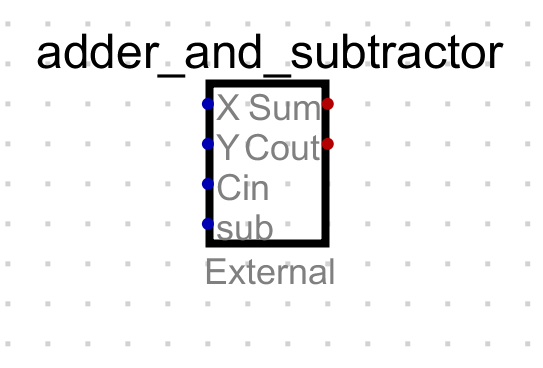 adder_and_subtractor
X Sum
Y Cout
Cin
sub
External